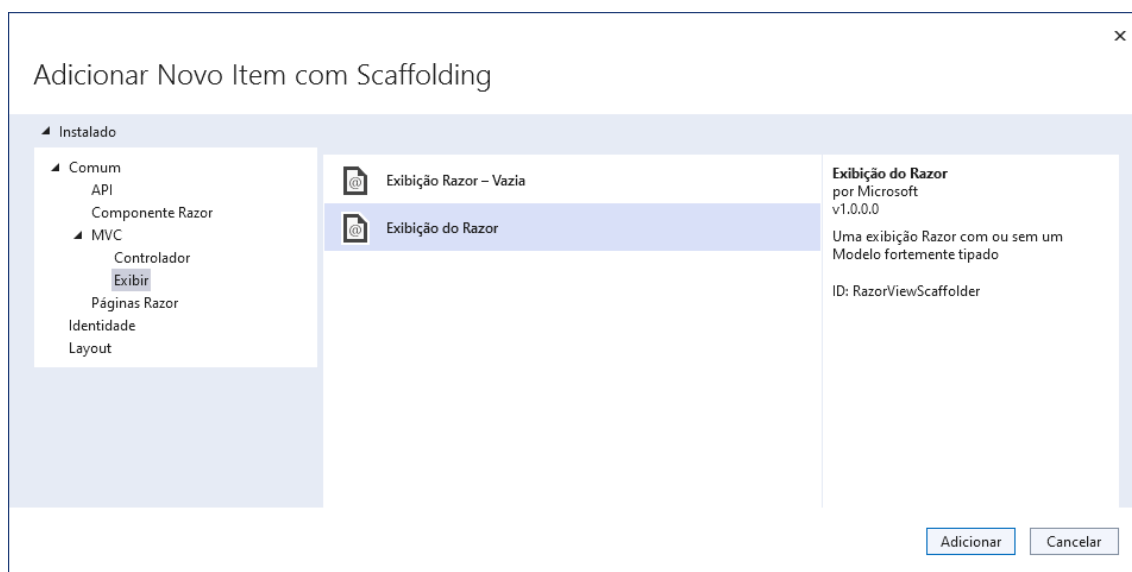 Adicionar Novo Item com Scaffolding
Instalado
Comum
API
Componente Razor
MVC
Controlador
Exibir
Páginas Razor
Identidade
Layout
Exibição Razor – Vazia
Exibição do Razor
Exibição do Razor
por Microsoft
v1.0.0.0
Uma exibição Razor com ou sem um
Modelo fortemente tipado
ID: RazorViewScaffolder
Adicionar
Cancelar